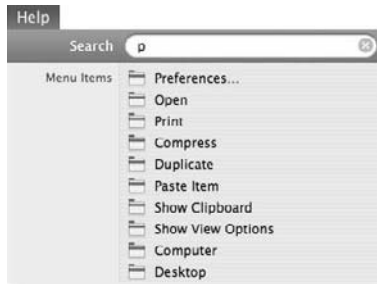 Help
Search p
Menu Items Preferences...
Open
Print
Compress
Duplicate
Paste Item
Show Clipboard
Show View Options
Computer
Desktop